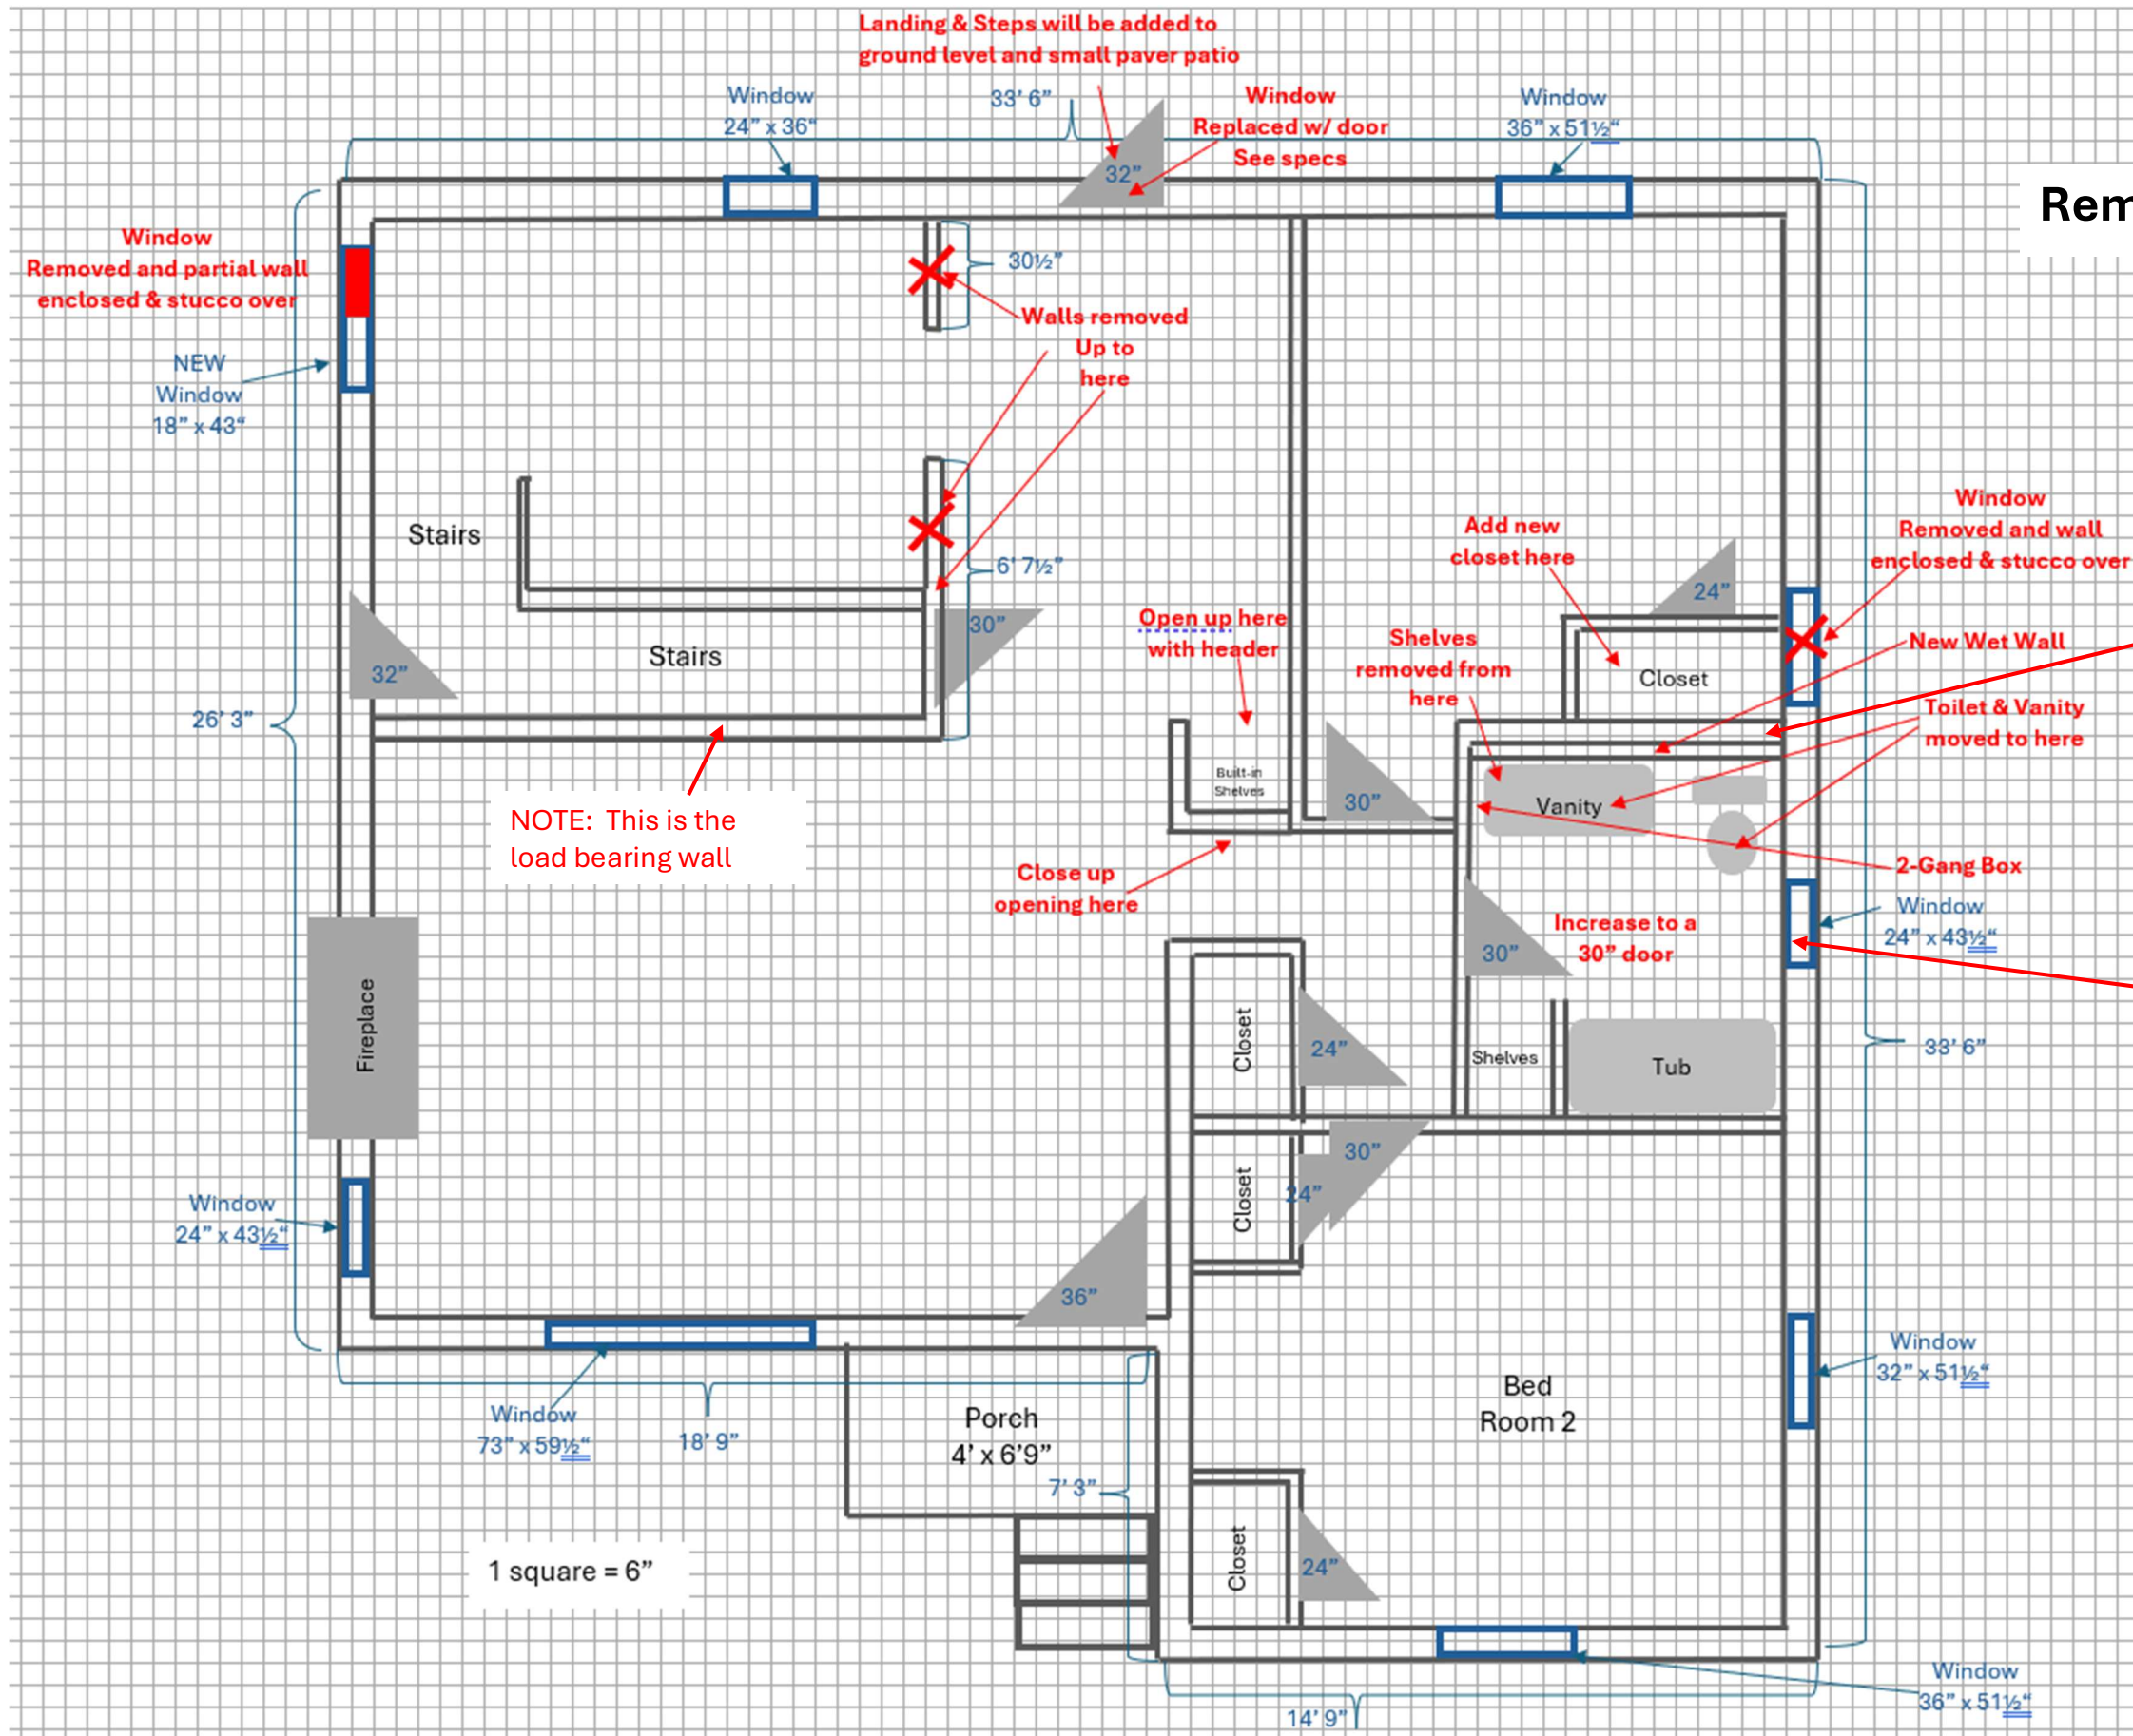 Landing & Steps will be added to
ground level and small paver patio
Window
24” x 36“
33’ 6”
Window
Replaced w/ door
See specs
32”
Window
36” x 51½“
Window
Removed and partial wall
enclosed & stucco over
NEW
Window
18” x 43“
30½”
Walls removed
Up to
here
Stairs
Stairs
32”
30”
6’ 7½”
26’ 3”
NOTE:  This is the
load bearing wall
Open up here
with header
Built-in
Shelves
Close up
opening here
Add new
closet here
24”
Closet
Shelves
removed from
here
Window
Removed and wall
enclosed & stucco over
New Wet Wall
Toilet & Vanity
moved to here
Vanity
30”
2-Gang Box
Increase to a
30” door
30”
Window
24” x 43½“
33’ 6”
Fireplace
Closet
24”
Shelves
Tub
Closet
24”
30”
Window
24” x 43½“
36”
Window
73” x 59½“
18’ 9”
Porch
4’ x 6’9”
7’ 3”
Bed
Room 2
Window
32” x 51½“
Closet
24”
1 square = 6”
Window
36” x 51½“
14’ 9”